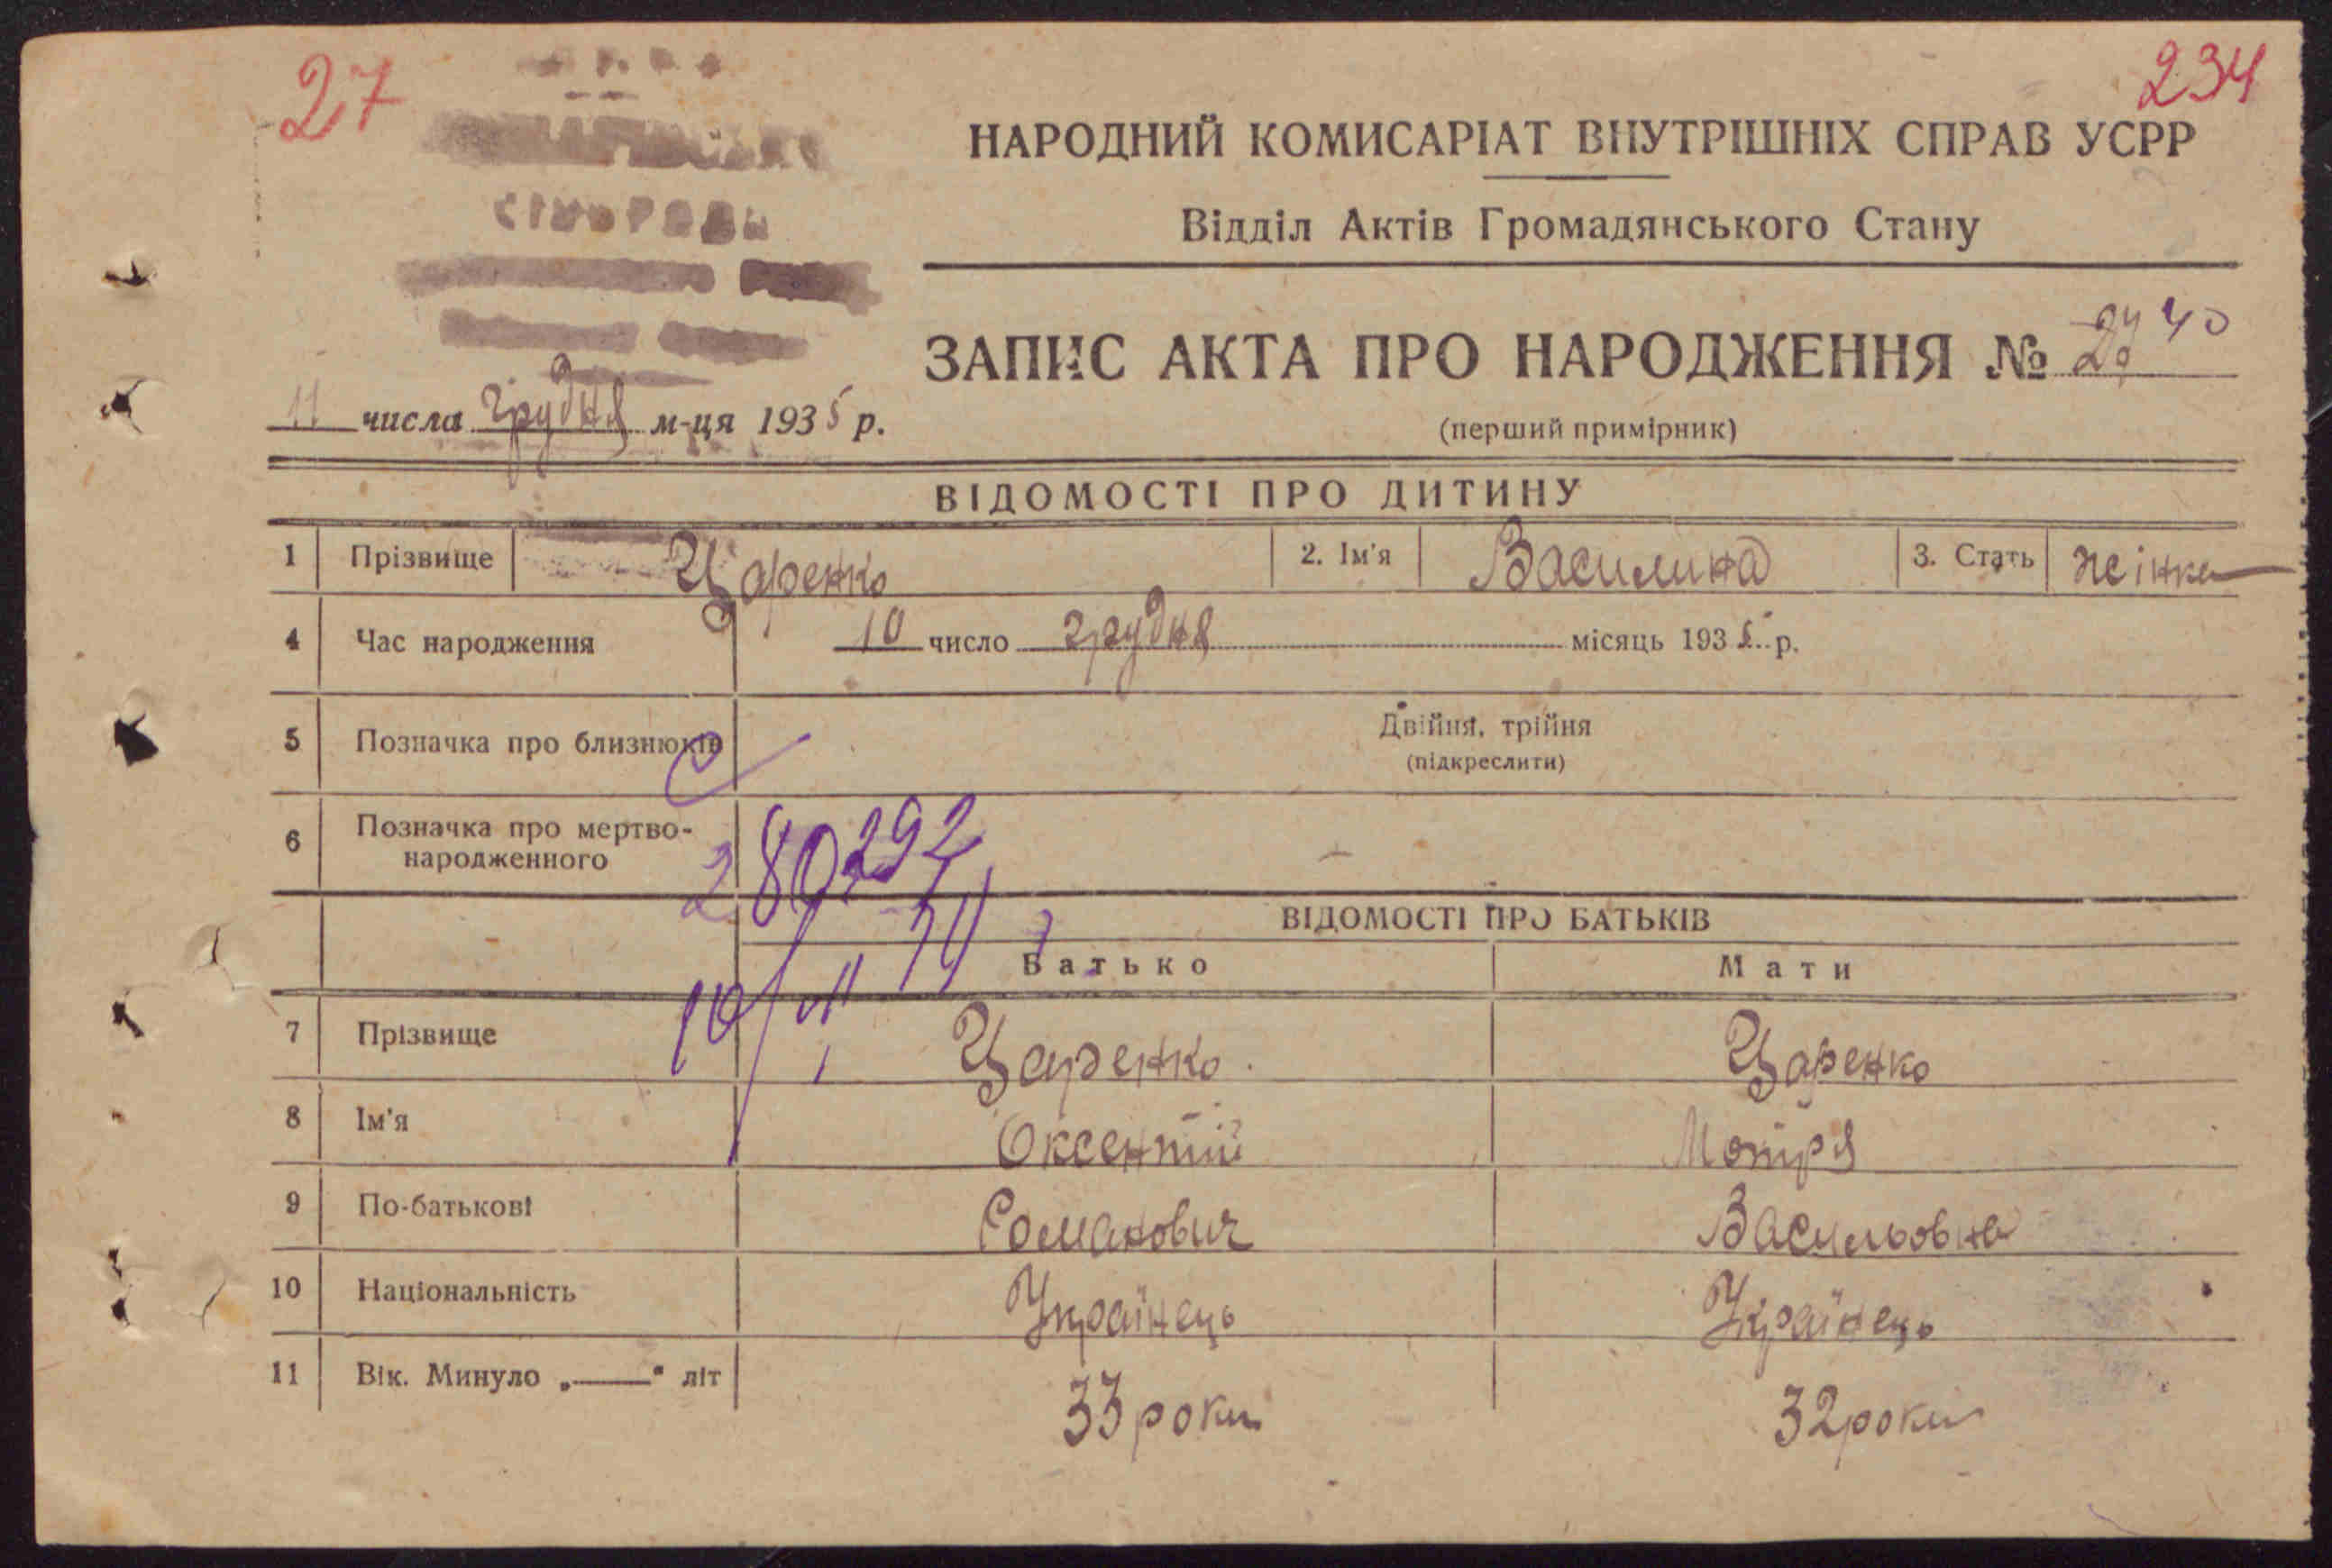 27
234
НАРОДНИЙ КОМИСАРІАТ ВНУТРІШНІХ СПРАВ УСРР
Відділ Актів Громадянського Стану
ЗАПИС АКТА ПРО НАРОДЖЕННЯ № 40
(перший примірник)
11 числа грудня м-ця 1935 р.
ВІДОМОСТІ ПРО ДИТИНУ
1 Прізвище Царенко 2. Ім'я Василина 3. Стать жінка
4 Час народження 10 число грудня місяць 1935 р.
5 Позначка про близнюків Двійня, трійня
(підкреслити)
6 Позначка про мертво-
народженного
ВІДОМОСТІ ПРО БАТЬКІВ
Батько Мати
7 Прізвище Царенко Царенко
8 Ім'я Оксентій Мотря
9 По-батькові Романович Васильовна
10 Національність Українець Українець
11 Вік. Минуло „——" літ 33 роки 32 роки